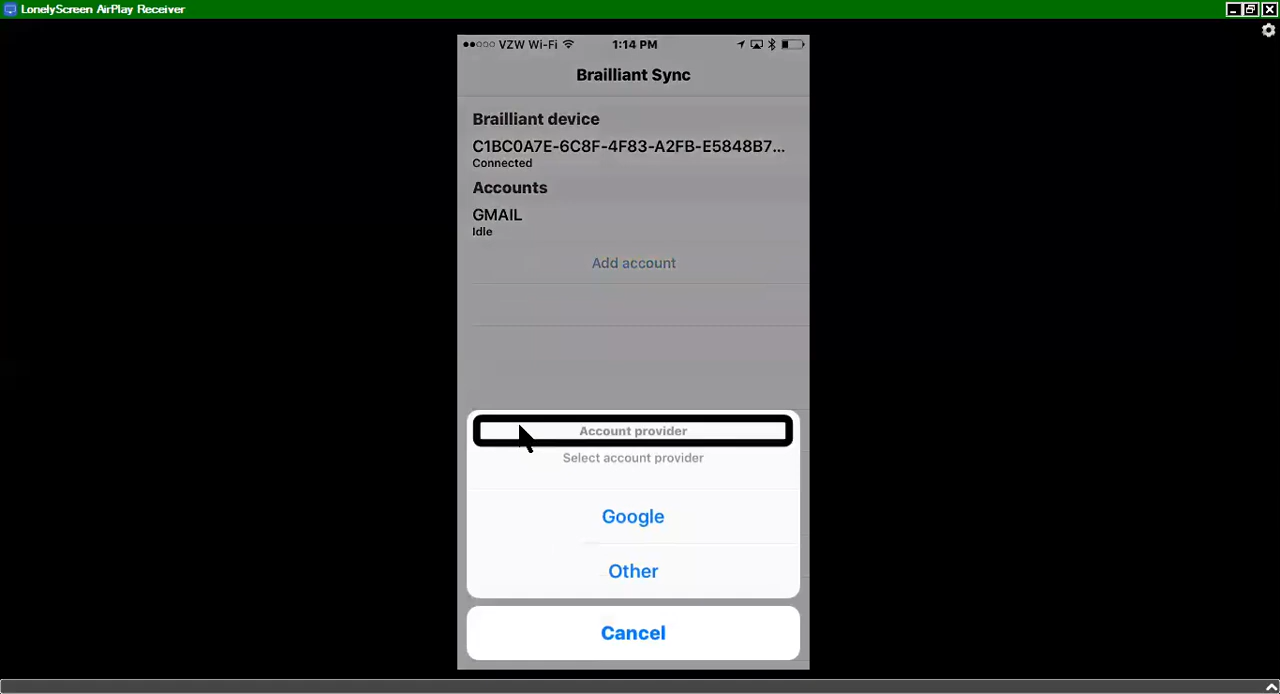 LonelyScreen AirPlay Receiver
VZW Wi-Fi 1:14 PM
Brailliant Sync
Brailliant device
C1BC0A7E-6C8F-4F83-A2FB-E5848B7...
Connected
Accounts
GMAIL
Idle
Add account
Account provider
Select account provider
Google
Other
Cancel